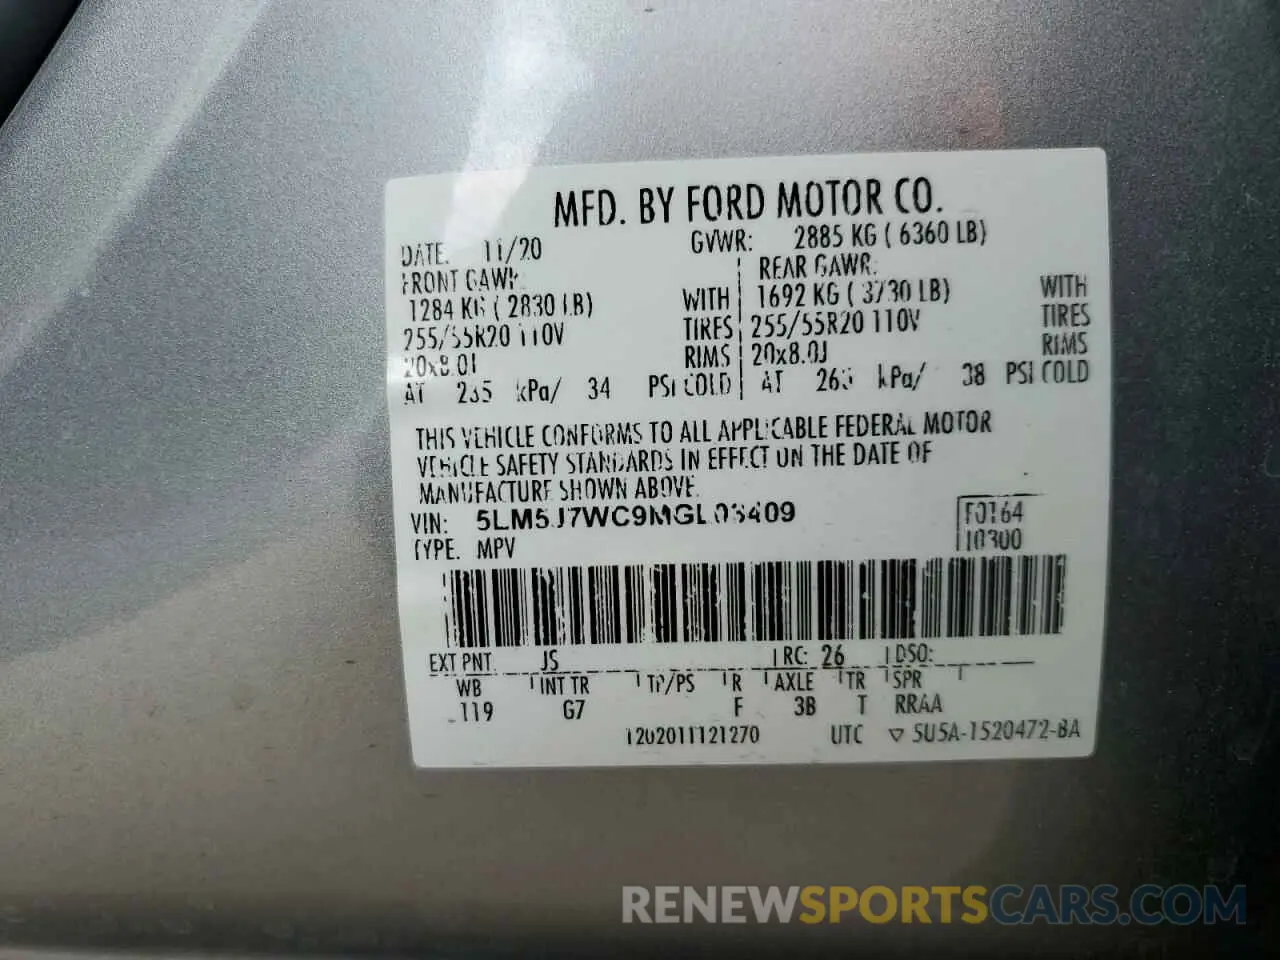 MFD. BY FORD MOTOR CO.
DATE: 11/20 GVWR: 2885 KG ( 6360 LB)
FRONT GAWR: REAR GAWR:
1284 KG ( 2830 LB) WITH 1692 KG ( 3730 LB) WITH
255/55R20 110V TIRES 255/55R20 110V TIRES
20x8.0J RIMS 20x8.0J RIMS
AT 235 kPa/ 34 PSI COLD AT 265 kPa/ 38 PSI COLD
THIS VEHICLE CONFORMS TO ALL APPLICABLE FEDERAL MOTOR
VEHICLE SAFETY STANDARDS IN EFFECT ON THE DATE OF
MANUFACTURE SHOWN ABOVE.
VIN: F0164
TYPE: MPV 10300
EXT PNT: JS RC: 26 DSO:
WB INT TR TP/PS R AXLE TR SPR
119 G7 F 3B T RRAA
1202011121270 UTC ▽ 5U5A-1520472-BA
RENEWSPORTSCARS.COM